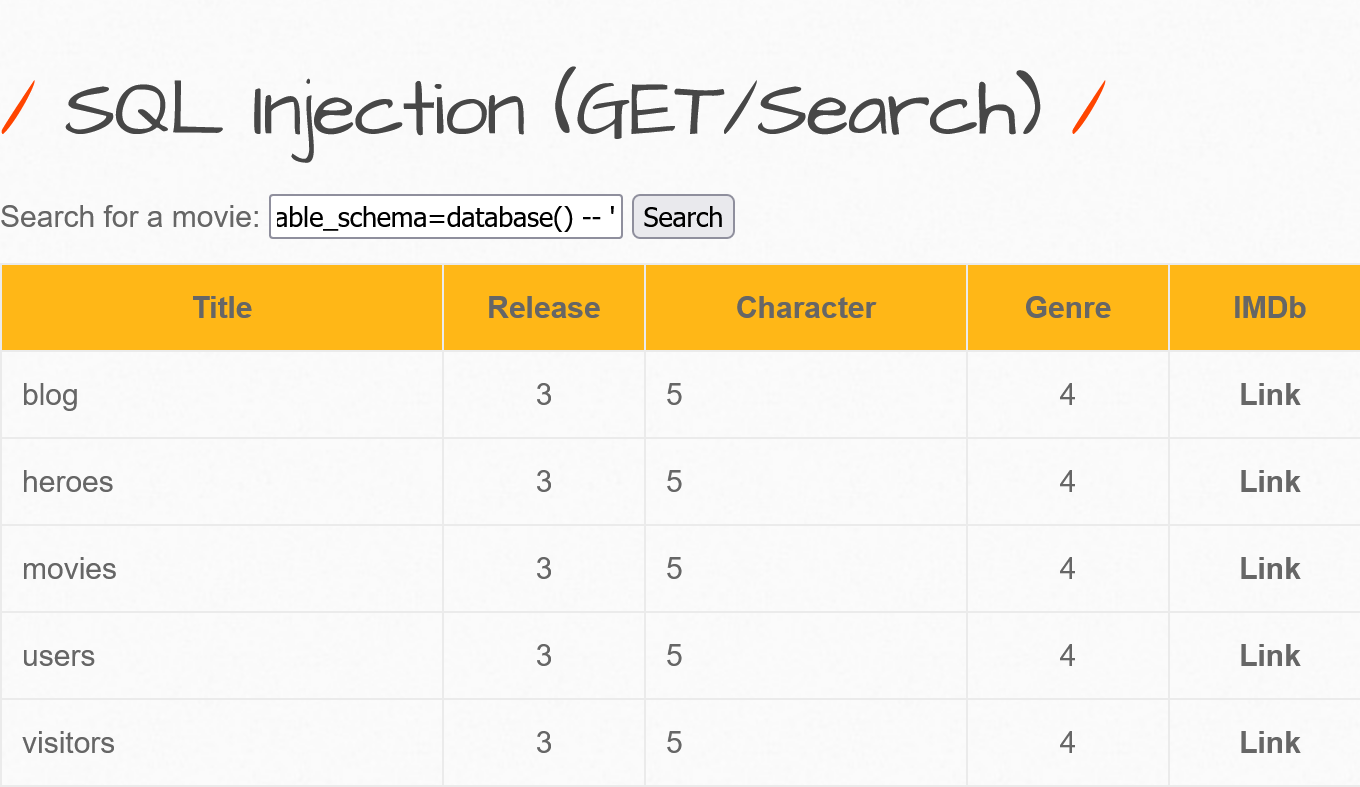 / SQL Injection (GET/Search) /
Search for a movie: able_schema=database() -- ' Search
Title Release Character Genre IMDb
blog 3 5 4 Link
heroes 3 5 4 Link
movies 3 5 4 Link
users 3 5 4 Link
visitors 3 5 4 Link